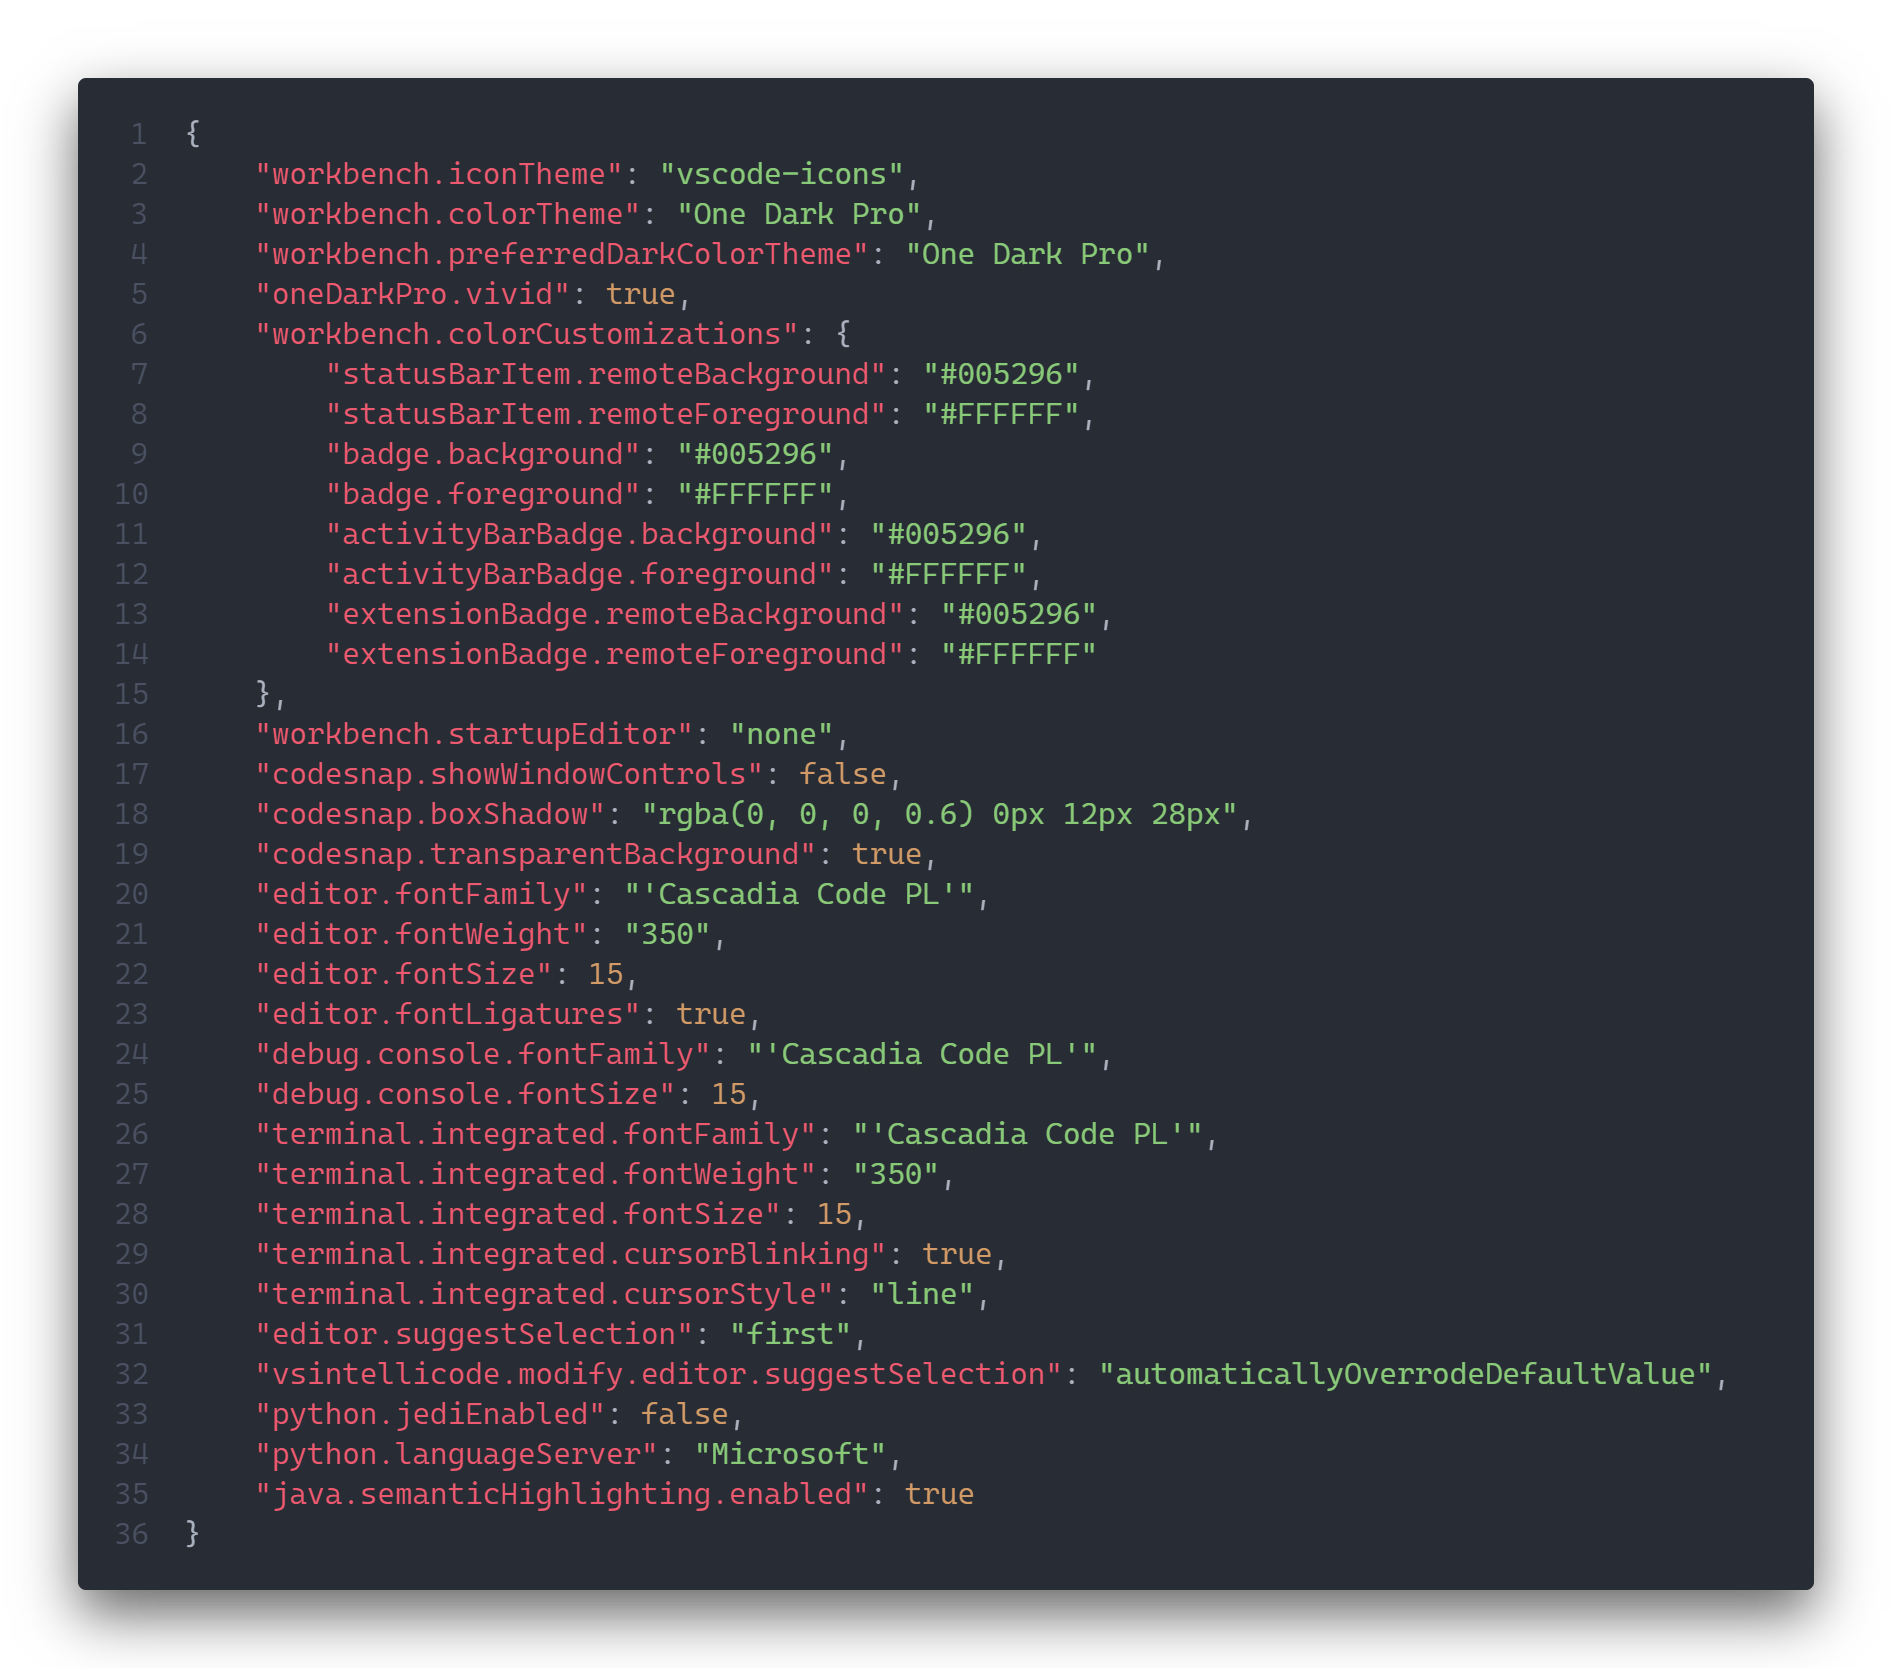 1 {
2     "workbench.iconTheme": "vscode-icons",
3     "workbench.colorTheme": "One Dark Pro",
4     "workbench.preferredDarkColorTheme": "One Dark Pro",
5     "oneDarkPro.vivid": true,
6     "workbench.colorCustomizations": {
7         "statusBarItem.remoteBackground": "#005296",
8         "statusBarItem.remoteForeground": "#FFFFFF",
9         "badge.background": "#005296",
10         "badge.foreground": "#FFFFFF",
11         "activityBarBadge.background": "#005296",
12         "activityBarBadge.foreground": "#FFFFFF",
13         "extensionBadge.remoteBackground": "#005296",
14         "extensionBadge.remoteForeground": "#FFFFFF"
15     },
16     "workbench.startupEditor": "none",
17     "codesnap.showWindowControls": false,
18     "codesnap.boxShadow": "rgba(0, 0, 0, 0.6) 0px 12px 28px",
19     "codesnap.transparentBackground": true,
20     "editor.fontFamily": "'Cascadia Code PL'",
21     "editor.fontWeight": "350",
22     "editor.fontSize": 15,
23     "editor.fontLigatures": true,
24     "debug.console.fontFamily": "'Cascadia Code PL'",
25     "debug.console.fontSize": 15,
26     "terminal.integrated.fontFamily": "'Cascadia Code PL'",
27     "terminal.integrated.fontWeight": "350",
28     "terminal.integrated.fontSize": 15,
29     "terminal.integrated.cursorBlinking": true,
30     "terminal.integrated.cursorStyle": "line",
31     "editor.suggestSelection": "first",
32     "vsintellicode.modify.editor.suggestSelection": "automaticallyOverrodeDefaultValue",
33     "python.jediEnabled": false,
34     "python.languageServer": "Microsoft",
35     "java.semanticHighlighting.enabled": true
36 }